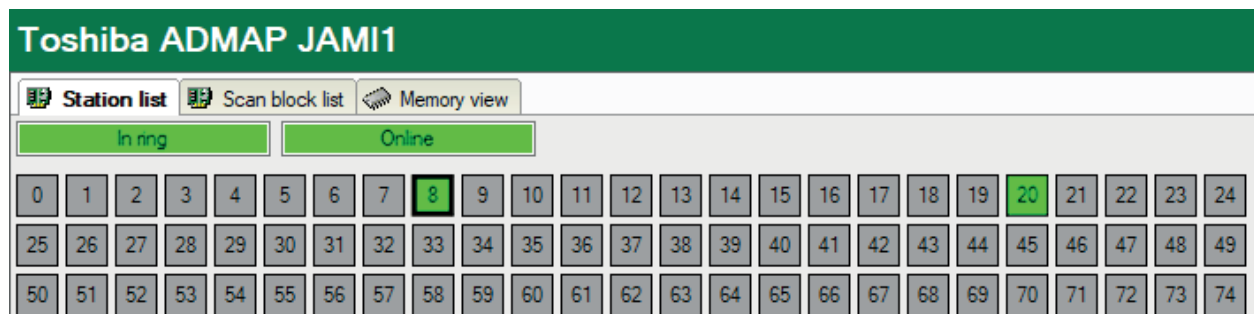 Toshiba ADMAP JAMI1
Station list Scan block list Memory view
In ring Online
0 1 2 3 4 5 6 7 8 9 10 11 12 13 14 15 16 17 18 19 20 21 22 23 24
25 26 27 28 29 30 31 32 33 34 35 36 37 38 39 40 41 42 43 44 45 46 47 48 49
50 51 52 53 54 55 56 57 58 59 60 61 62 63 64 65 66 67 68 69 70 71 72 73 74